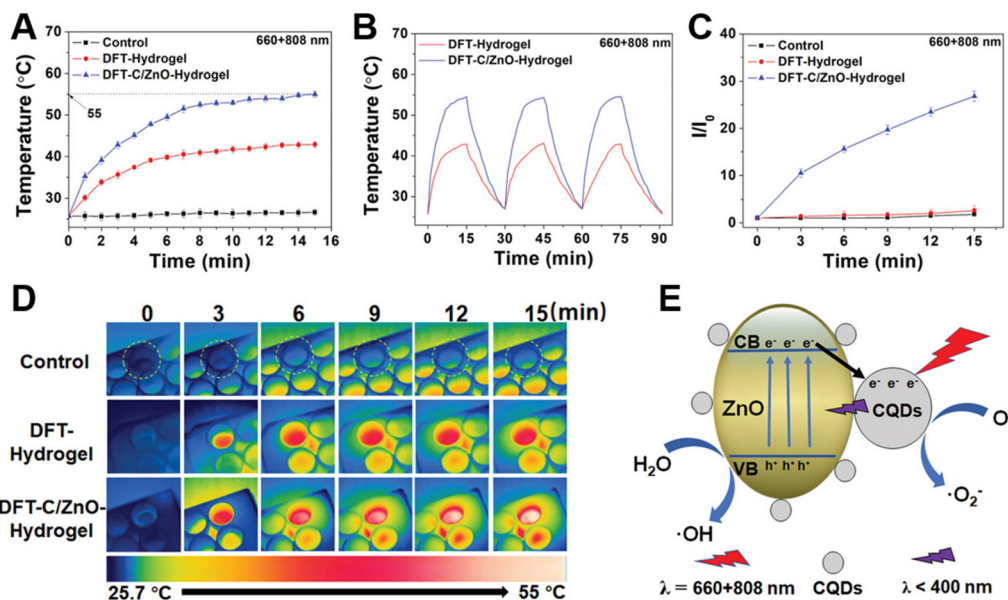 A
660+808 nm
Control
DFT-Hydrogel
DFT-C/ZnO-Hydrogel
Temperature (°C)
70
60
50
40
30
55
0 2 4 6 8 10 12 14 16
Time (min)
B
660+808 nm
DFT-Hydrogel
DFT-C/ZnO-Hydrogel
Temperature (°C)
70
60
50
40
30
0 15 30 45 60 75 90
Time (min)
C
660+808 nm
Control
DFT-Hydrogel
DFT-C/ZnO-Hydrogel
I/I0
40
30
20
10
0
0 3 6 9 12 15
Time (min)
D
0 3 6 9 12 15(min)
Control
DFT-
Hydrogel
DFT-C/ZnO-
Hydrogel
25.7 °C 55 °C
E
CB e- e- e-
e- e- e-
CQDs
ZnO
O
H2O
VB h+ h+ h+
·O2-
·OH
λ = 660+808 nm CQDs λ < 400 nm